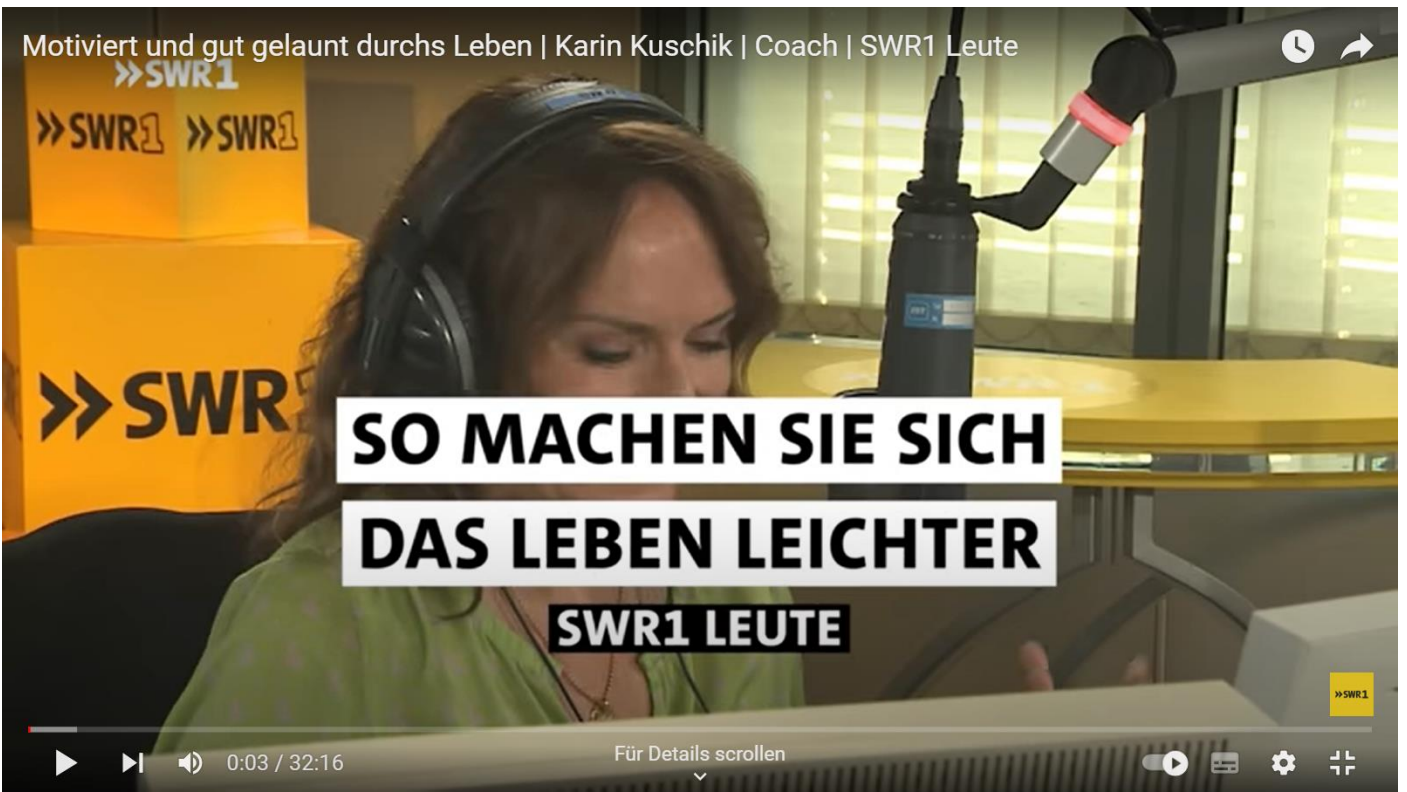 Motiviert und gut gelaunt durchs Leben | Karin Kuschik | Coach | SWR1 Leute
»SWR1
»SWR1 »SWR1
»SWR1
SO MACHEN SIE SICH
DAS LEBEN LEICHTER
SWR1 LEUTE
»SWR1
Für Details scrollen
0:03 / 32:16